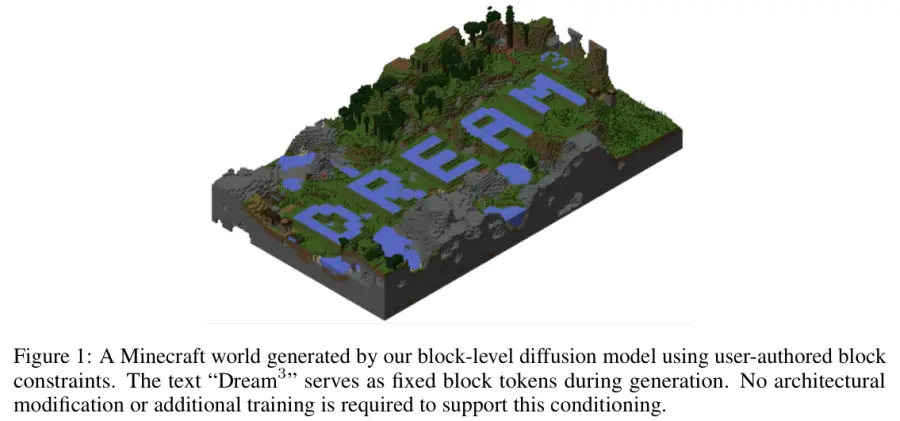 DREAM 3
Figure 1: A Minecraft world generated by our block-level diffusion model using user-authored block
constraints. The text “Dream³” serves as fixed block tokens during generation. No architectural
modification or additional training is required to support this conditioning.